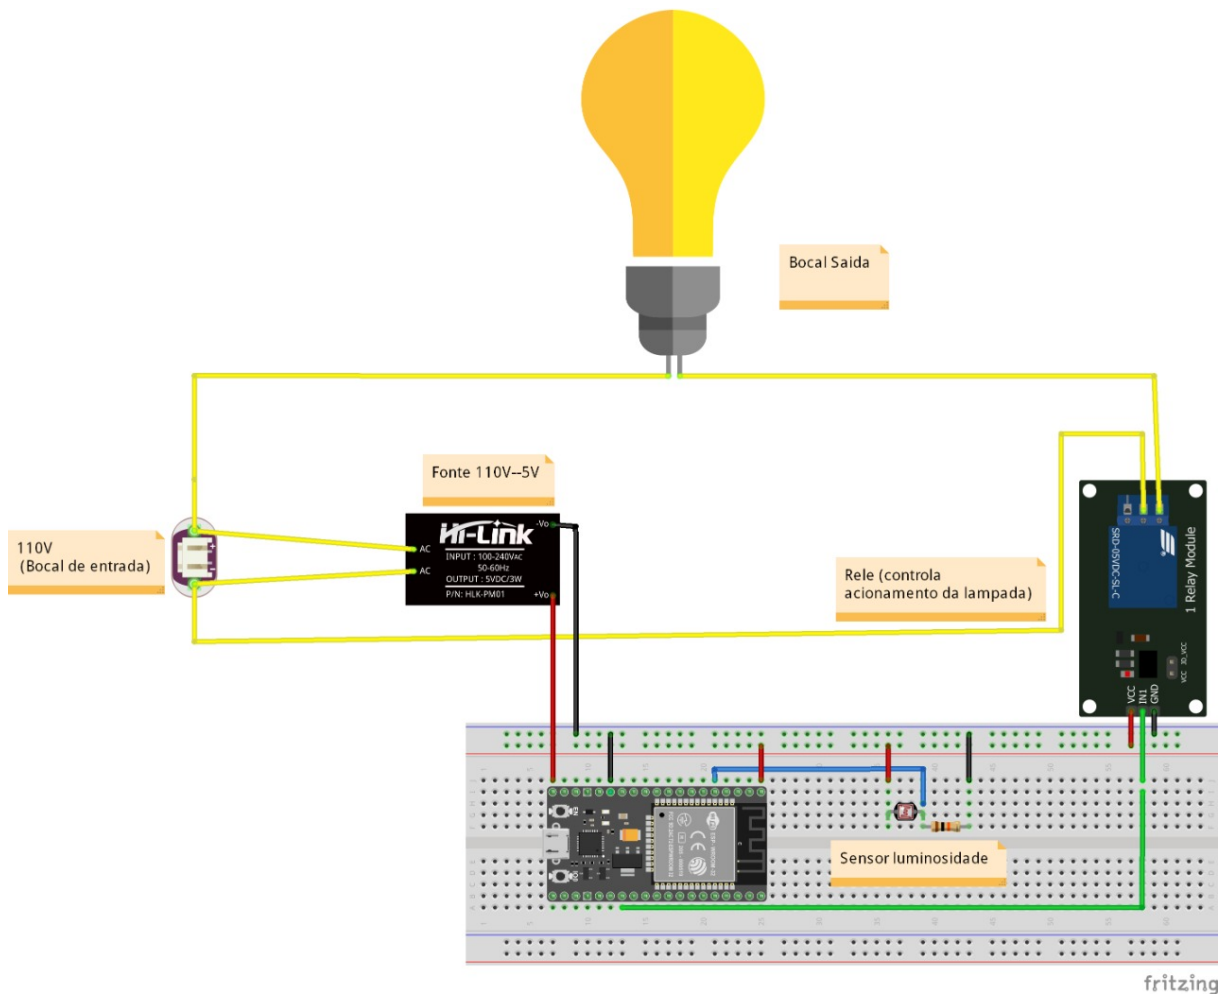 Bocal Saida
Fonte 110V--5V
110V
(Bocal de entrada)
Hi-Link
INPUT : 100-240VAC
50-60Hz
OUTPUT : 5VDC/3W
P/N: HLK-PM01
AC
AC
-Vo
+Vo
+
-
Rele (controla
acionamento da lampada)
SRD-05VDC-SL-C
1 Relay Module
VCC
IN1
GND
VCC
JD_VCC
Sensor luminosidade
fritzing